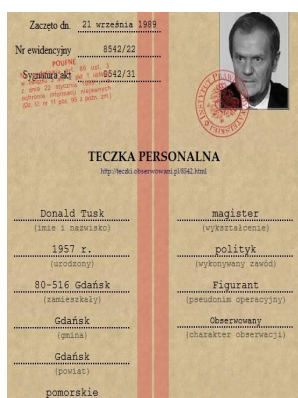 Zaczęto dn. 21 września 1989
Nr ewidencyjny 8542/22
POUFNE
Sygnatura akt 8542/31
TECZKA PERSONALNA
http://teczki.obserwowani.pl/8542.html
Donald Tusk
(imie i nazwisko)
magister
(wykształcenie)
1957 r.
(urodzony)
polityk
(wykonywany zawód)
80-516 Gdańsk
(zamieszkały)
Figurant
(pseudonim operacyjny)
Gdańsk
(gmina)
Obserwowany
(charakter obserwacji)
Gdańsk
(powiat)
pomorskie